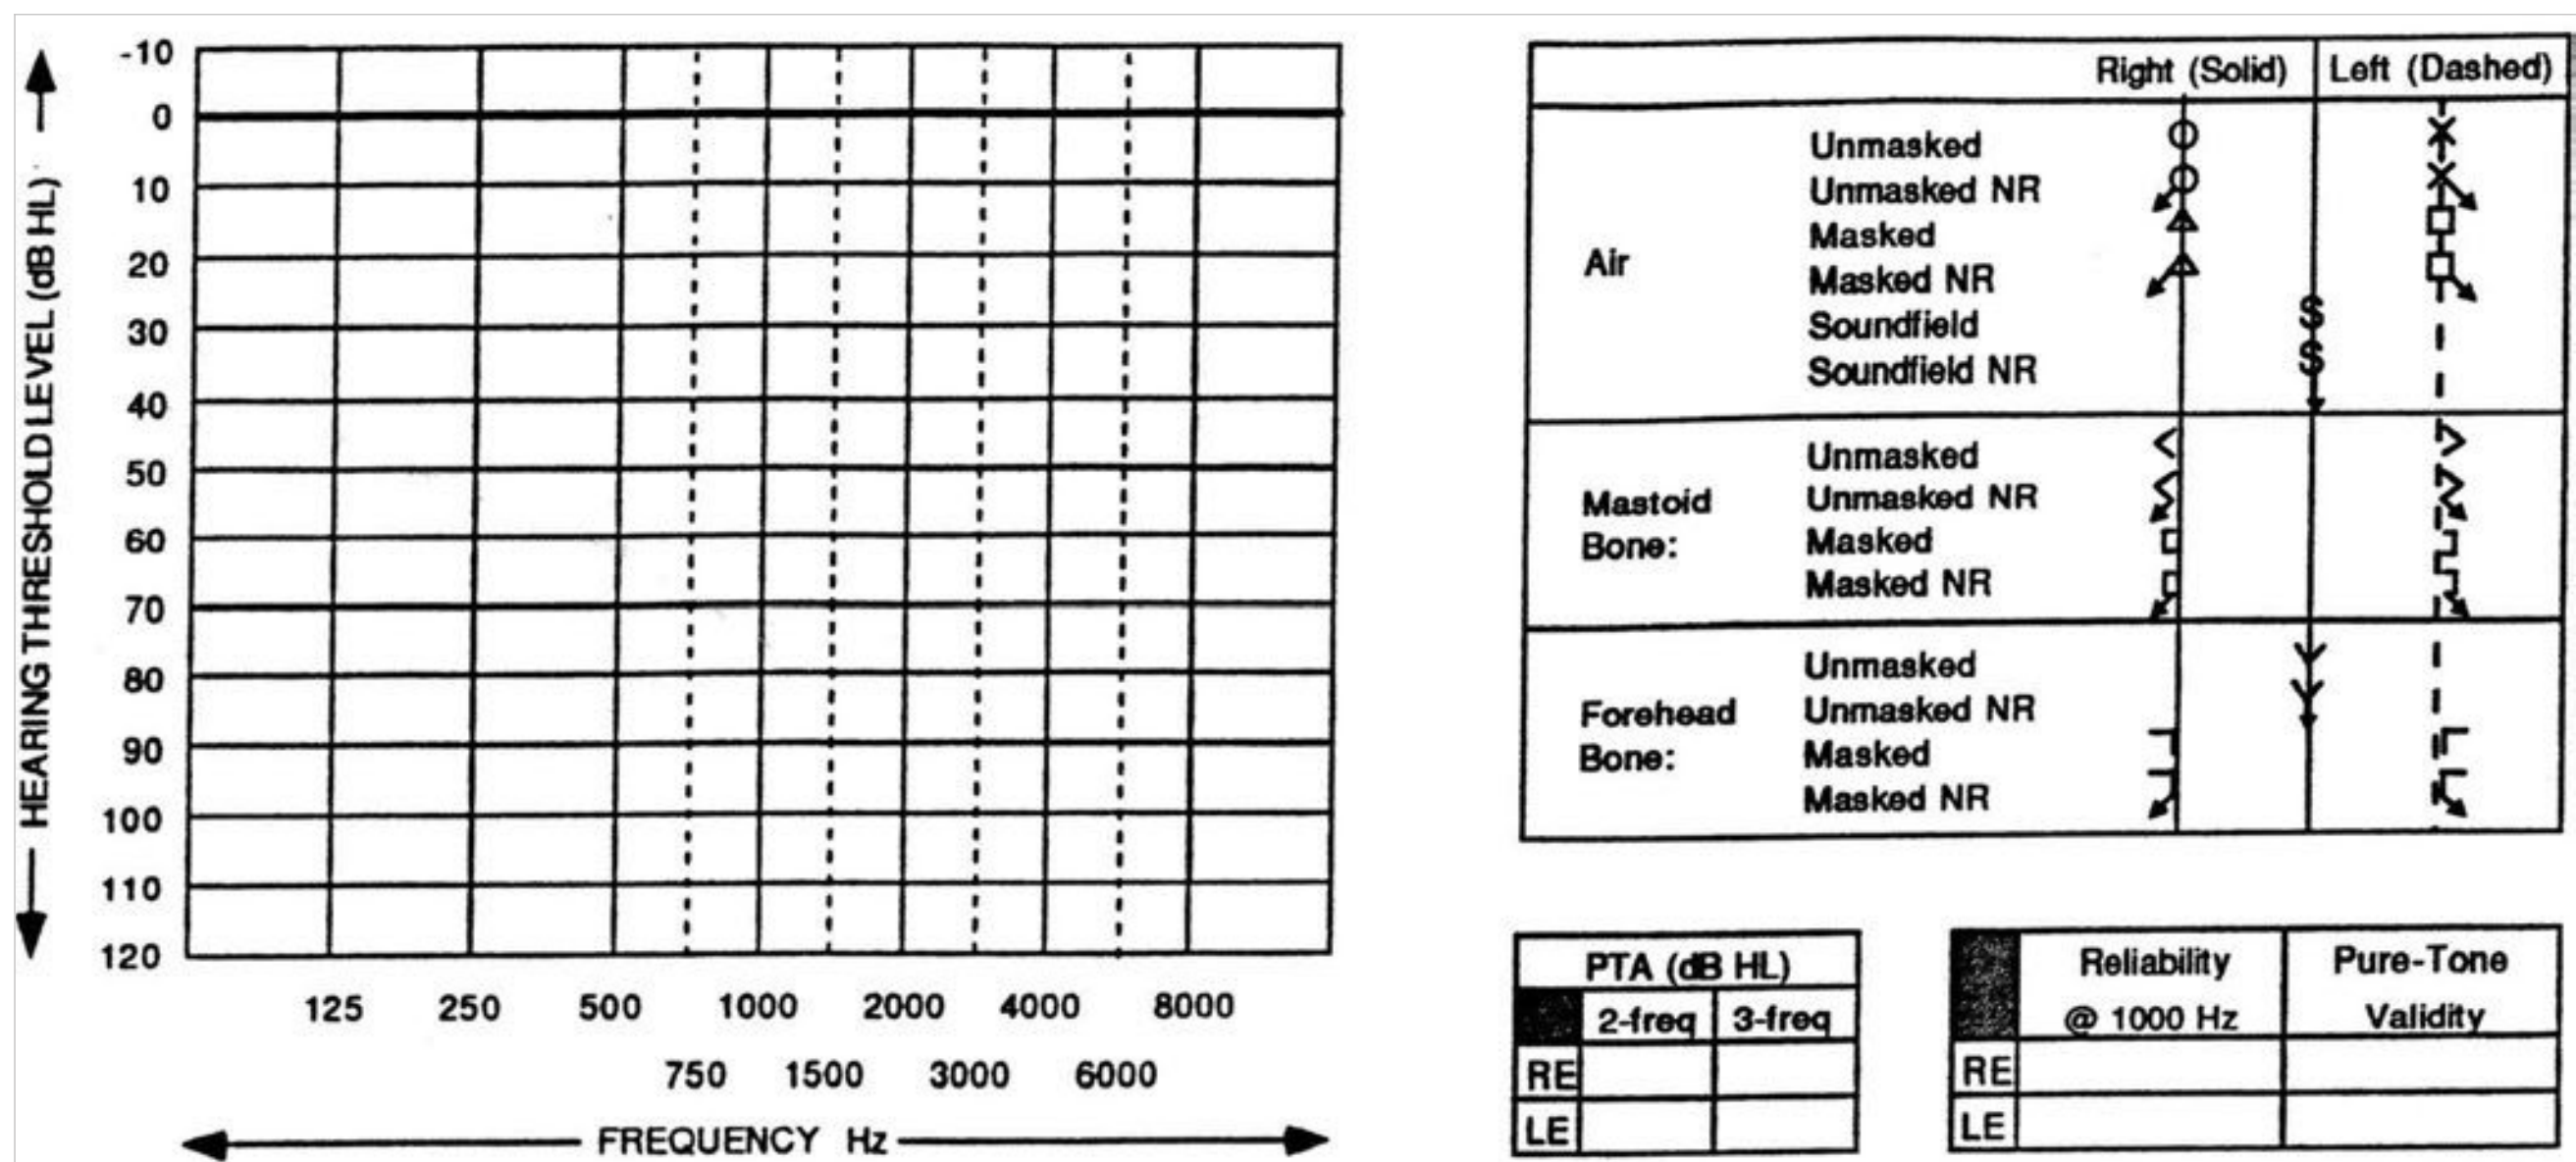 HEARING THRESHOLD LEVEL (dB HL)
-10
0
10
20
30
40
50
60
70
80
90
100
110
120
125 250 500 1000 2000 4000 8000
750 1500 3000 6000
FREQUENCY Hz
Right (Solid) Left (Dashed)
Air
Unmasked
Unmasked NR
Masked
Masked NR
Soundfield
S
Soundfield NR
S
Mastoid
Bone:
Unmasked
Unmasked NR
Masked
Masked NR
Forehead
Bone:
Unmasked
Unmasked NR
Masked
Masked NR
PTA (dB HL)
2-freq 3-freq
RE
LE
Reliability
@ 1000 Hz
Pure-Tone
Validity
RE
LE